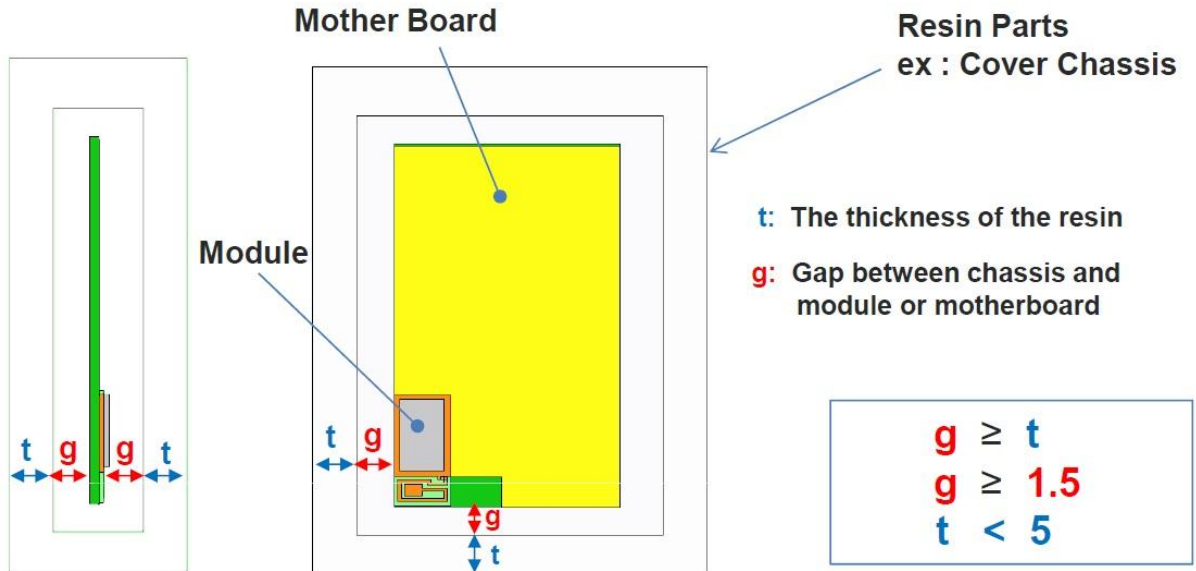 Mother Board
Resin Parts
ex : Cover Chassis
t: The thickness of the resin
Module
g: Gap between chassis and
module or motherboard
t g g t
t g
g
t
g ≥ t
g ≥ 1.5
t < 5